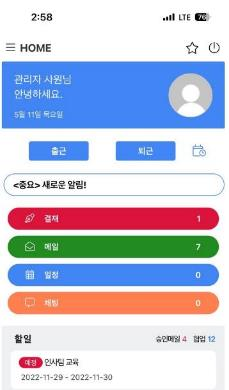 2:58 LTE 76
HOME
관리자 사원님
안녕하세요.
5월 11일 목요일
출근 퇴근
<중요> 새로운 알림!
결재 1
메일 7
일정 0
채팅 0
할일 승인메일 4 협업 12
예정 인사팀 교육
2022-11-29 - 2022-11-30